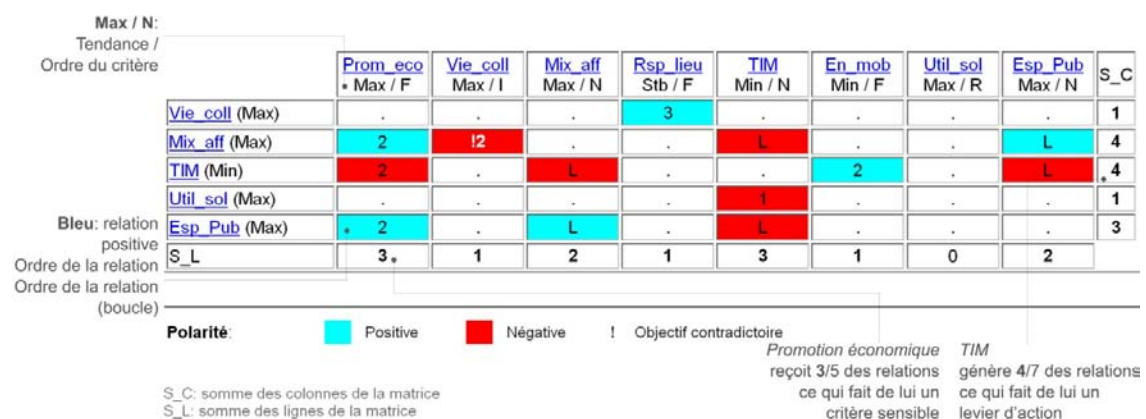 Max / N:
Tendance /
Ordre du critère
Prom_eco Vie_coll Mix_aff Rsp_lieu TIM En_mob Util_sol Esp_Pub S_C
Max / F Max / I Max / N Stb / F Min / N Min / F Max / R Max / N
Vie_coll (Max) . . . 3 . . . . 1
Mix_aff (Max) 2 !2 . . L . . L 4
TIM (Min) 2 . L . . 2 . L 4
Util_sol (Max) . . . . 1 . . . 1
Esp_Pub (Max) 2 . L . L . . . 3
S_L 3 1 2 1 3 1 0 2
Bleu: relation
positive
Ordre de la relation
Ordre de la relation
(boucle)
Polarité: Positive Négative ! Objectif contradictoire
Promotion économique
reçoit 3/5 des relations
ce qui fait de lui un
critère sensible
TIM
génère 4/7 des relations
ce qui fait de lui un
levier d'action
S_C: somme des colonnes de la matrice
S_L: somme des lignes de la matrice